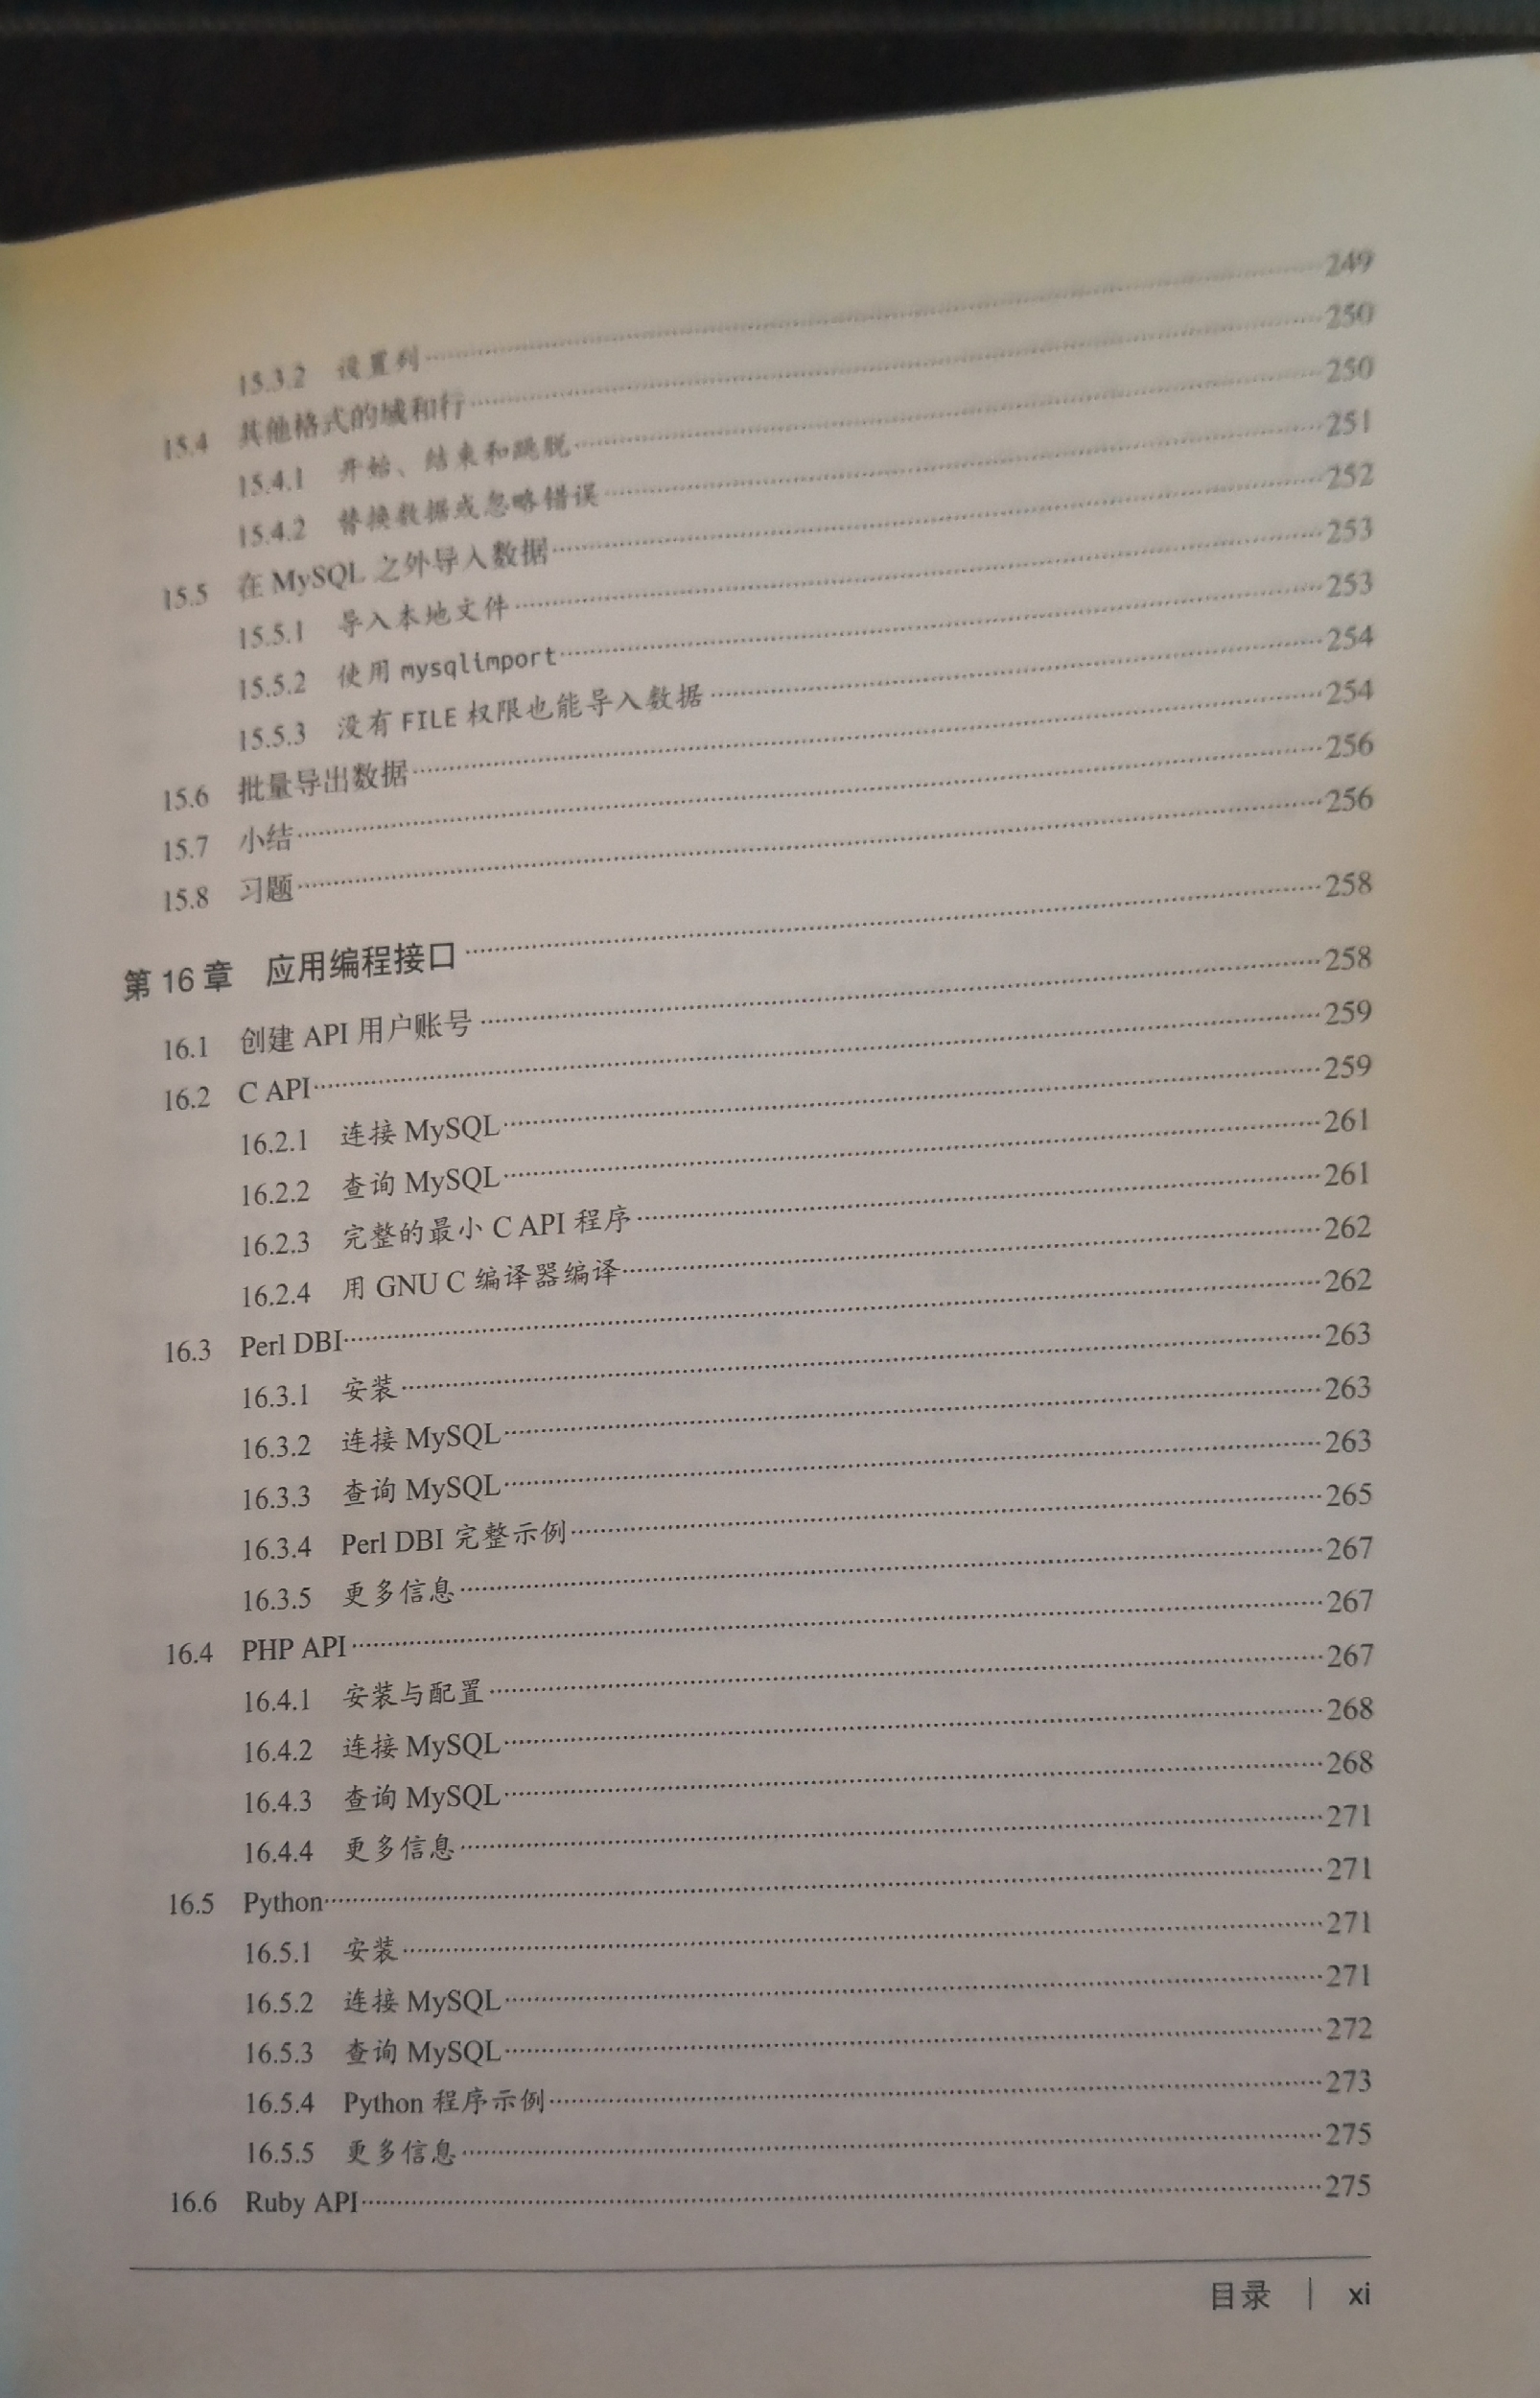 15.3.2 设置列 249
15.4 其他格式的域和行 250
15.4.1 开始、结束和跳脱 250
15.4.2 替换数据或忽略错误 251
15.5 在 MySQL 之外导入数据 252
15.5.1 导入本地文件 253
15.5.2 使用 mysqlimport 253
15.5.3 没有 FILE 权限也能导入数据 254
15.6 批量导出数据 254
15.7 小结 256
15.8 习题 256
第 16 章 应用编程接口 258
16.1 创建 API 用户账号 258
16.2 C API 259
16.2.1 连接 MySQL 259
16.2.2 查询 MySQL 261
16.2.3 完整的最小 C API 程序 261
16.2.4 用 GNU C 编译器编译 262
16.3 Perl DBI 262
16.3.1 安装 263
16.3.2 连接 MySQL 263
16.3.3 查询 MySQL 263
16.3.4 Perl DBI 完整示例 265
16.3.5 更多信息 267
16.4 PHP API 267
16.4.1 安装与配置 267
16.4.2 连接 MySQL 268
16.4.3 查询 MySQL 268
16.4.4 更多信息 271
16.5 Python 271
16.5.1 安装 271
16.5.2 连接 MySQL 271
16.5.3 查询 MySQL 272
16.5.4 Python 程序示例 273
16.5.5 更多信息 275
16.6 Ruby API 275
目录 | xi